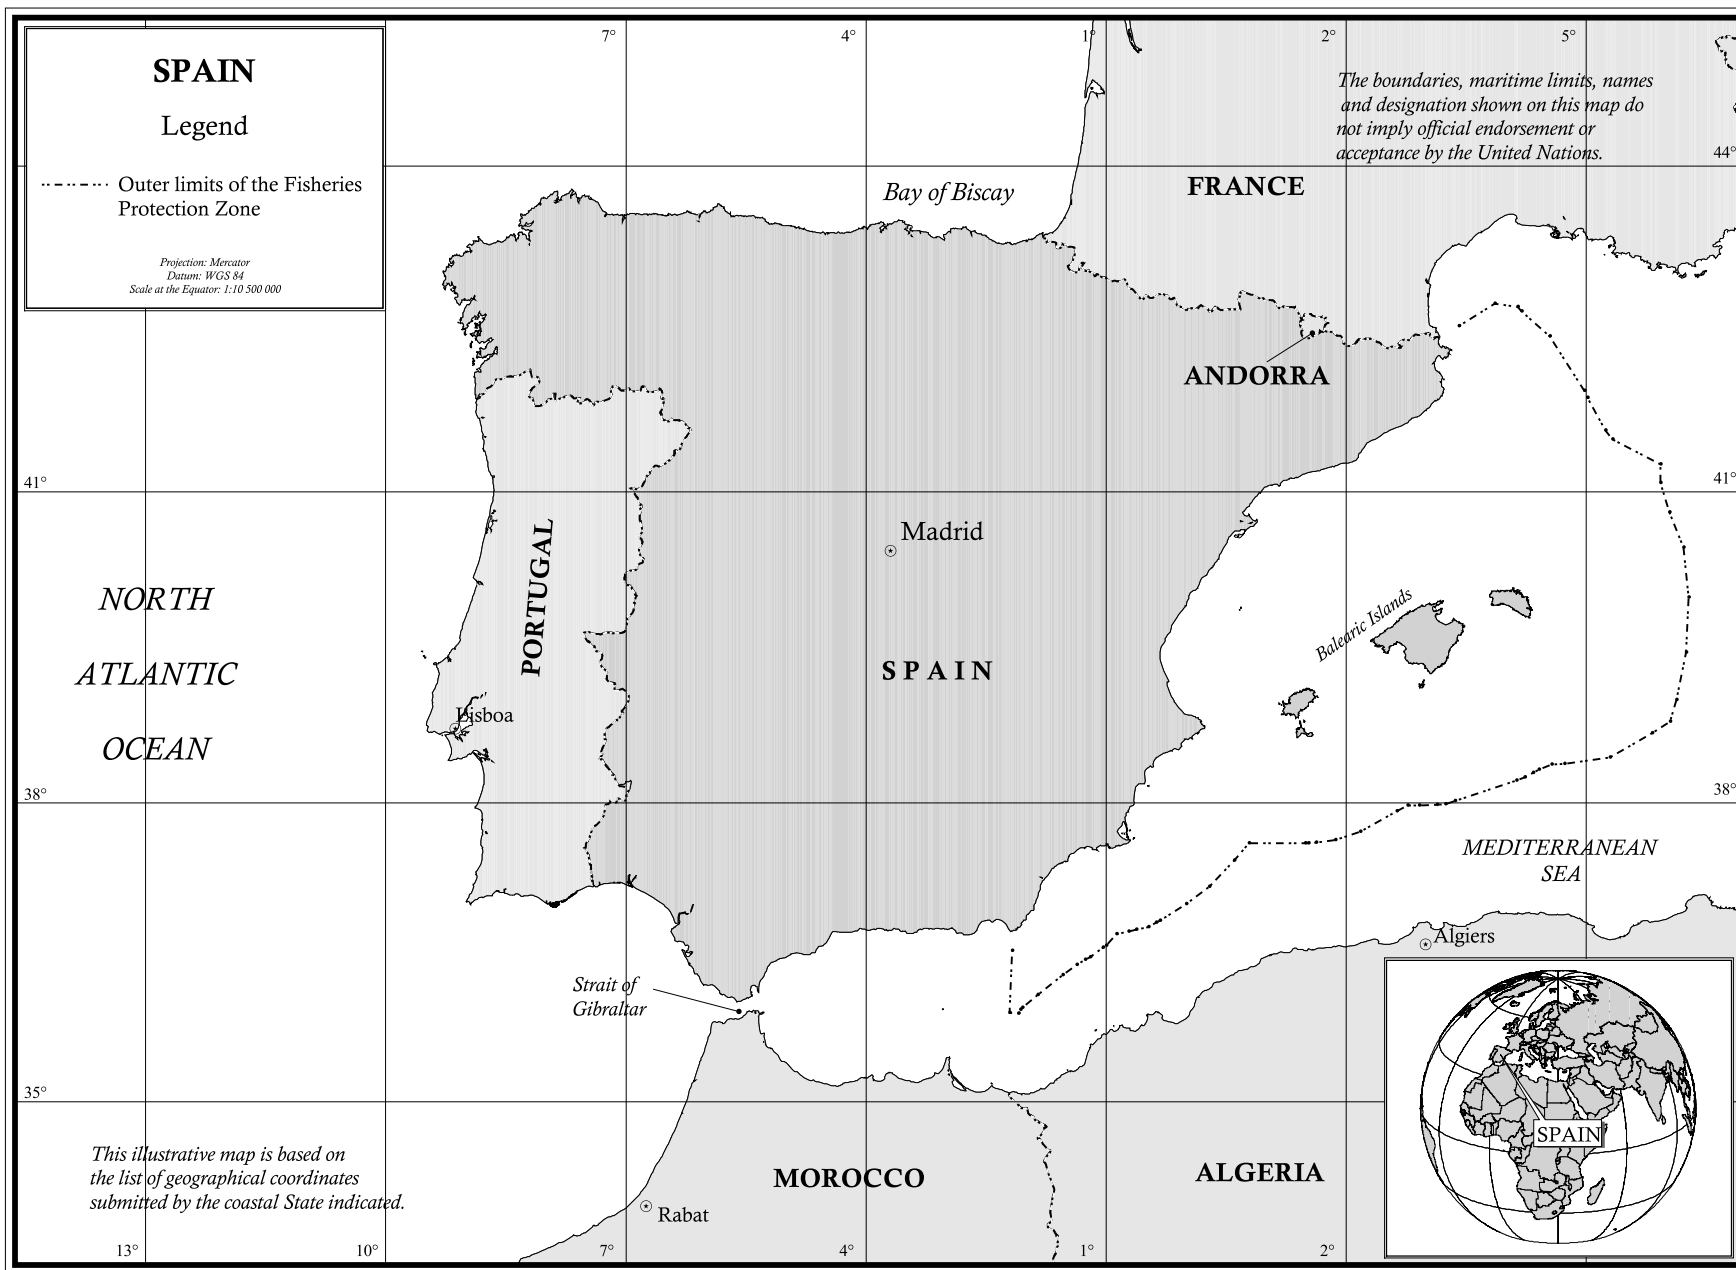 SPAIN
Legend
Outer limits of the Fisheries
Protection Zone
Projection: Mercator
Datum: WGS 84
Scale at the Equator: 1:10 500 000
7°
4°
1°
2°
5°
The boundaries, maritime limits, names
and designation shown on this map do
not imply official endorsement or
acceptance by the United Nations.
44°
Bay of Biscay
FRANCE
ANDORRA
41°
41°
Madrid
PORTUGAL
NORTH
ATLANTIC
OCEAN
Balearic Islands
SPAIN
Lisboa
38°
38°
MEDITERRANEAN
SEA
Algiers
Strait of
Gibraltar
35°
SPAIN
This illustrative map is based on
the list of geographical coordinates
submitted by the coastal State indicated.
MOROCCO
ALGERIA
Rabat
13°
10°
7°
4°
1°
2°